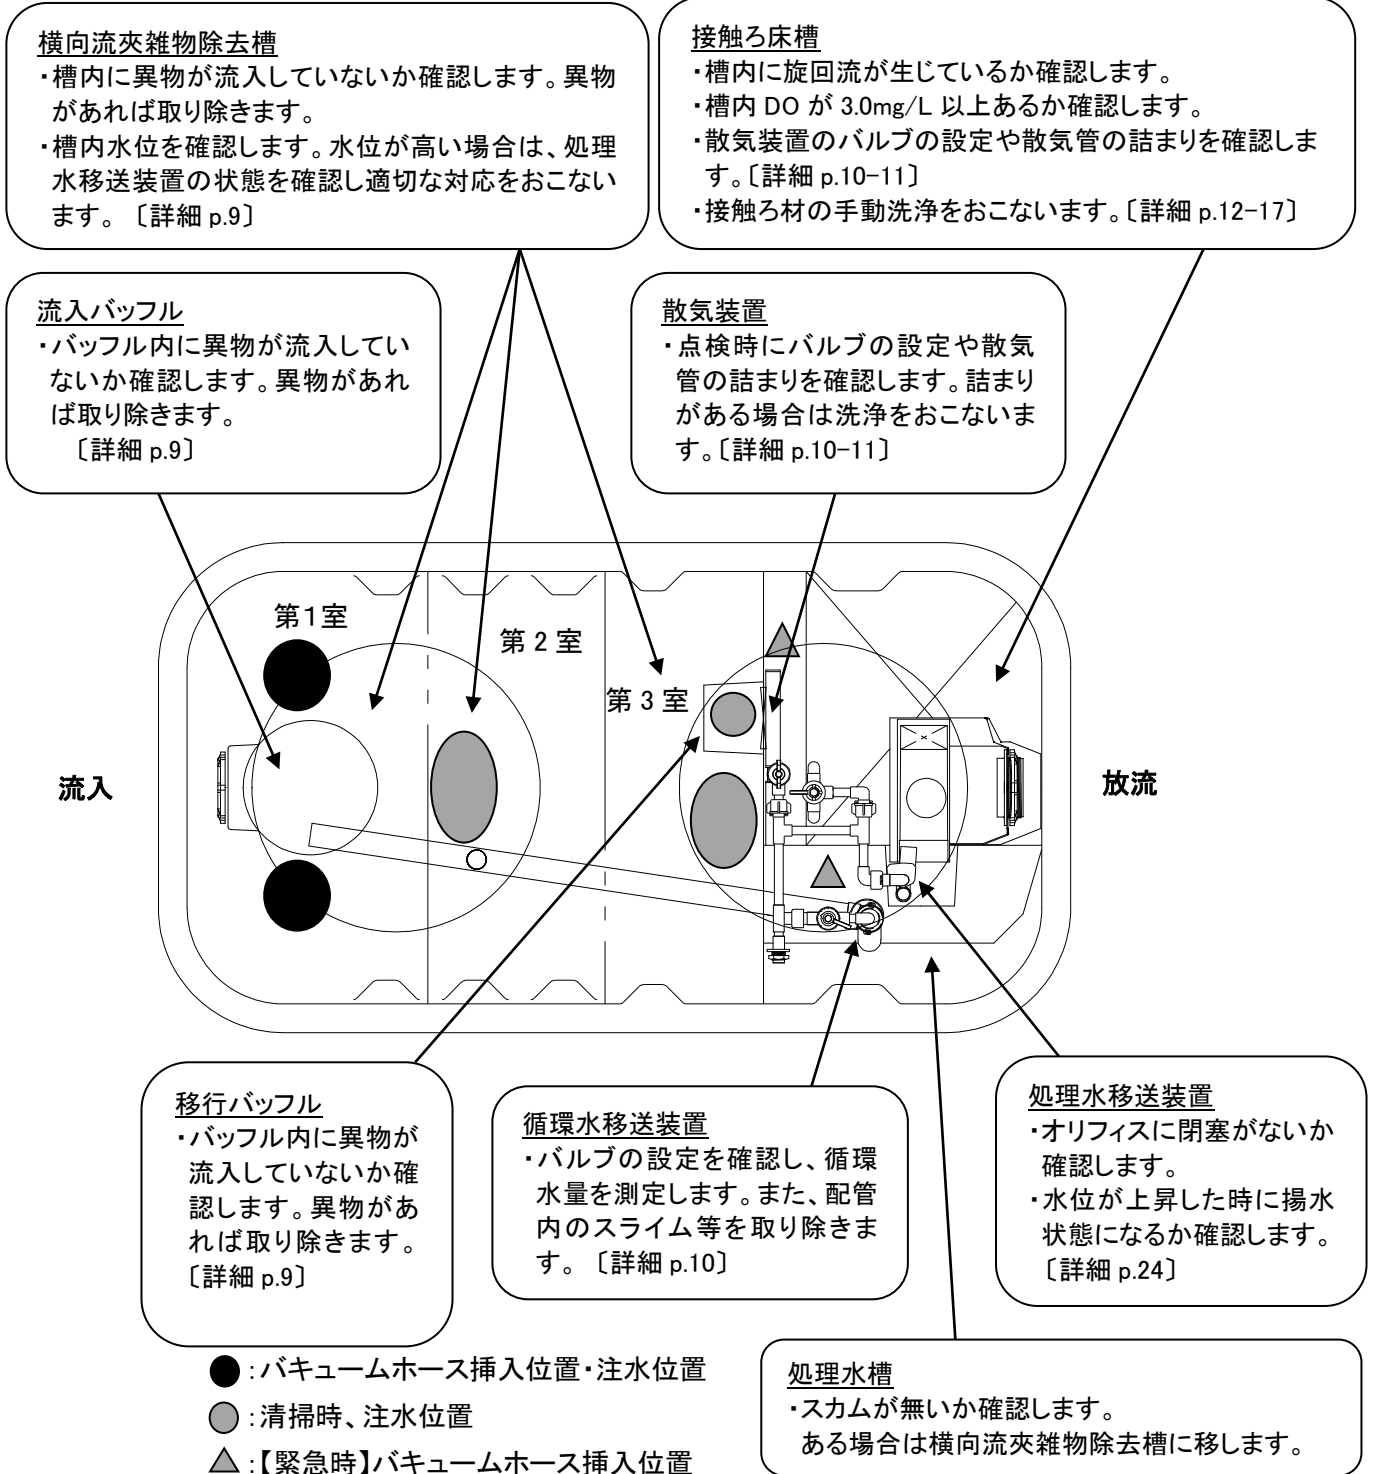 横向流夾雑物除去槽
・槽内に異物が流入していないか確認します。異物
があれば取り除きます。
・槽内水位を確認します。水位が高い場合は、処理
水移送装置の状態を確認し適切な対応をおこない
ます。〔詳細 p.9〕
接触ろ床槽
・槽内に旋回流が生じているか確認します。
・槽内 DO が 3.0mg/L 以上あるか確認します。
・散気装置のバルブの設定や散気管の詰まりを確認しま
す。〔詳細 p.10-11〕
・接触ろ材の手動洗浄をおこないます。〔詳細 p.12-17〕
流入バッフル
・バッフル内に異物が流入してい
ないか確認します。異物があれ
ば取り除きます。
〔詳細 p.9〕
散気装置
・点検時にバルブの設定や散気
管の詰まりを確認します。詰まり
がある場合は洗浄をおこないま
す。〔詳細 p.10-11〕
第1室
第 2 室
第 3 室
流入
放流
移行バッフル
・バッフル内に異物が
流入していないか確
認します。異物があ
れば取り除きます。
〔詳細 p.9〕
循環水移送装置
・バルブの設定を確認し、循環
水量を測定します。また、配管
内のスライム等を取り除きま
す。〔詳細 p.10〕
処理水移送装置
・オリフィスに閉塞がないか
確認します。
・水位が上昇した時に揚水
状態になるか確認します。
〔詳細 p.24〕
処理水槽
・スカムが無いか確認します。
ある場合は横向流夾雑物除去槽に移します。
：バキュームホース挿入位置・注水位置
：清掃時、注水位置
：【緊急時】バキュームホース挿入位置